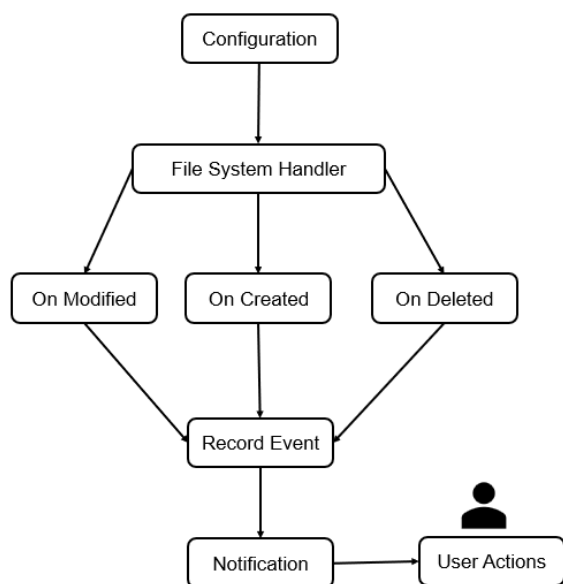 Configuration
File System Handler
On Modified
On Created
On Deleted
Record Event
Notification
User Actions